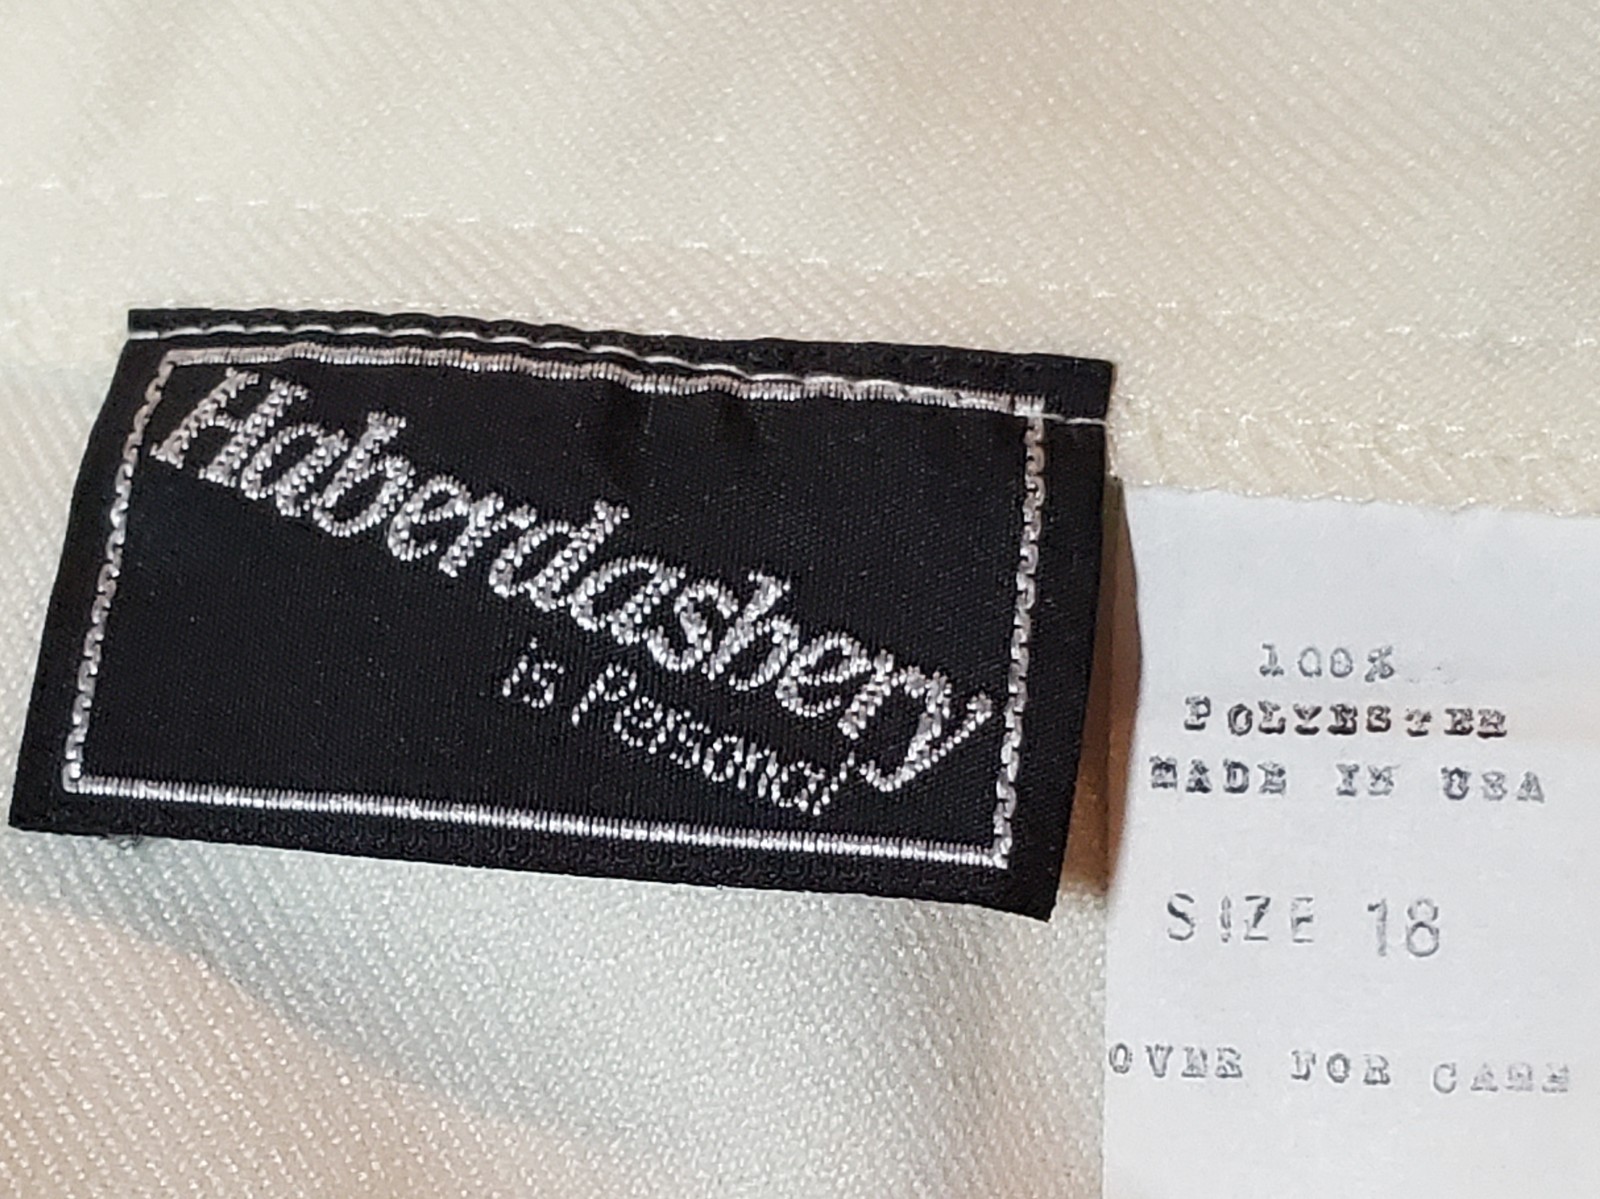 Haberdashery
is Personal
100%
POLYESTER
MADE IN USA
SIZE 18
OVER FOR CARE